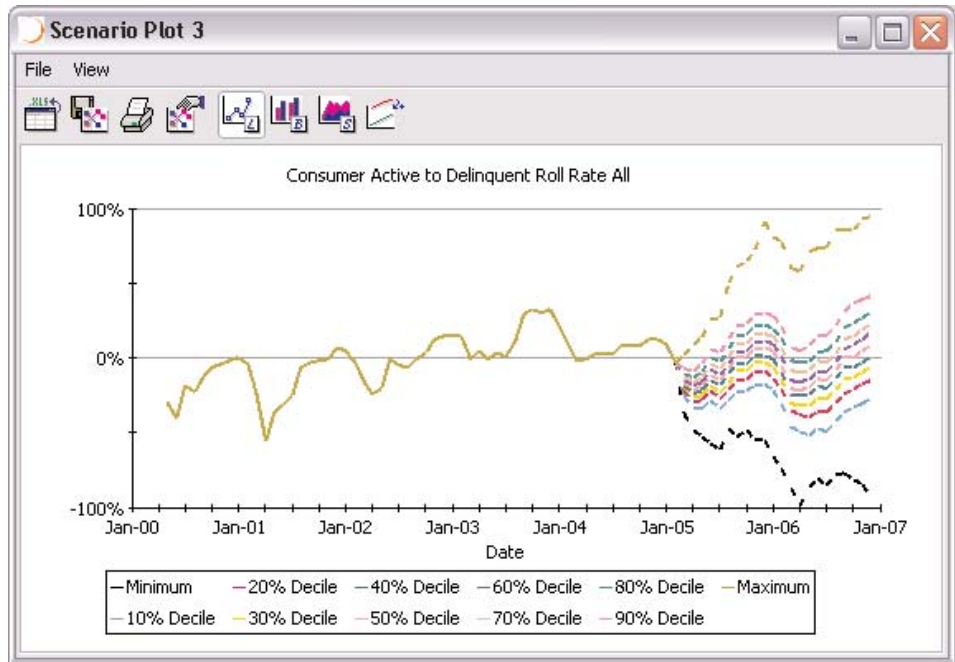 Scenario Plot 3
File View
.XLS
L B S 2+
Consumer Active to Delinquent Roll Rate All
100%
0%
-100%
Jan-00 Jan-01 Jan-02 Jan-03 Jan-04 Jan-05 Jan-06 Jan-07
Date
Minimum 20% Decile 40% Decile 60% Decile 80% Decile Maximum
10% Decile 30% Decile 50% Decile 70% Decile 90% Decile